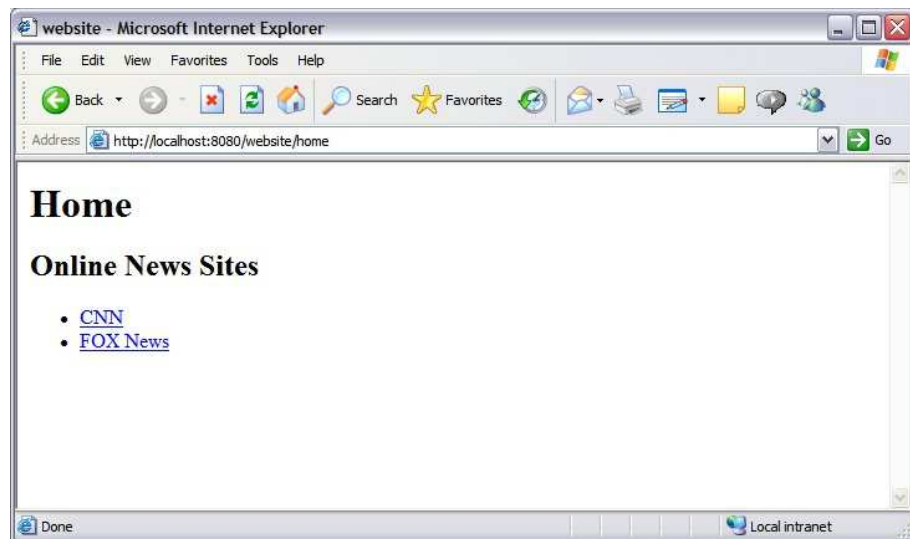 website - Microsoft Internet Explorer
File Edit View Favorites Tools Help
Back Search Favorites
Address http://localhost:8080/website/home Go
Home
Online News Sites
• CNN
• FOX News
Done Local intranet